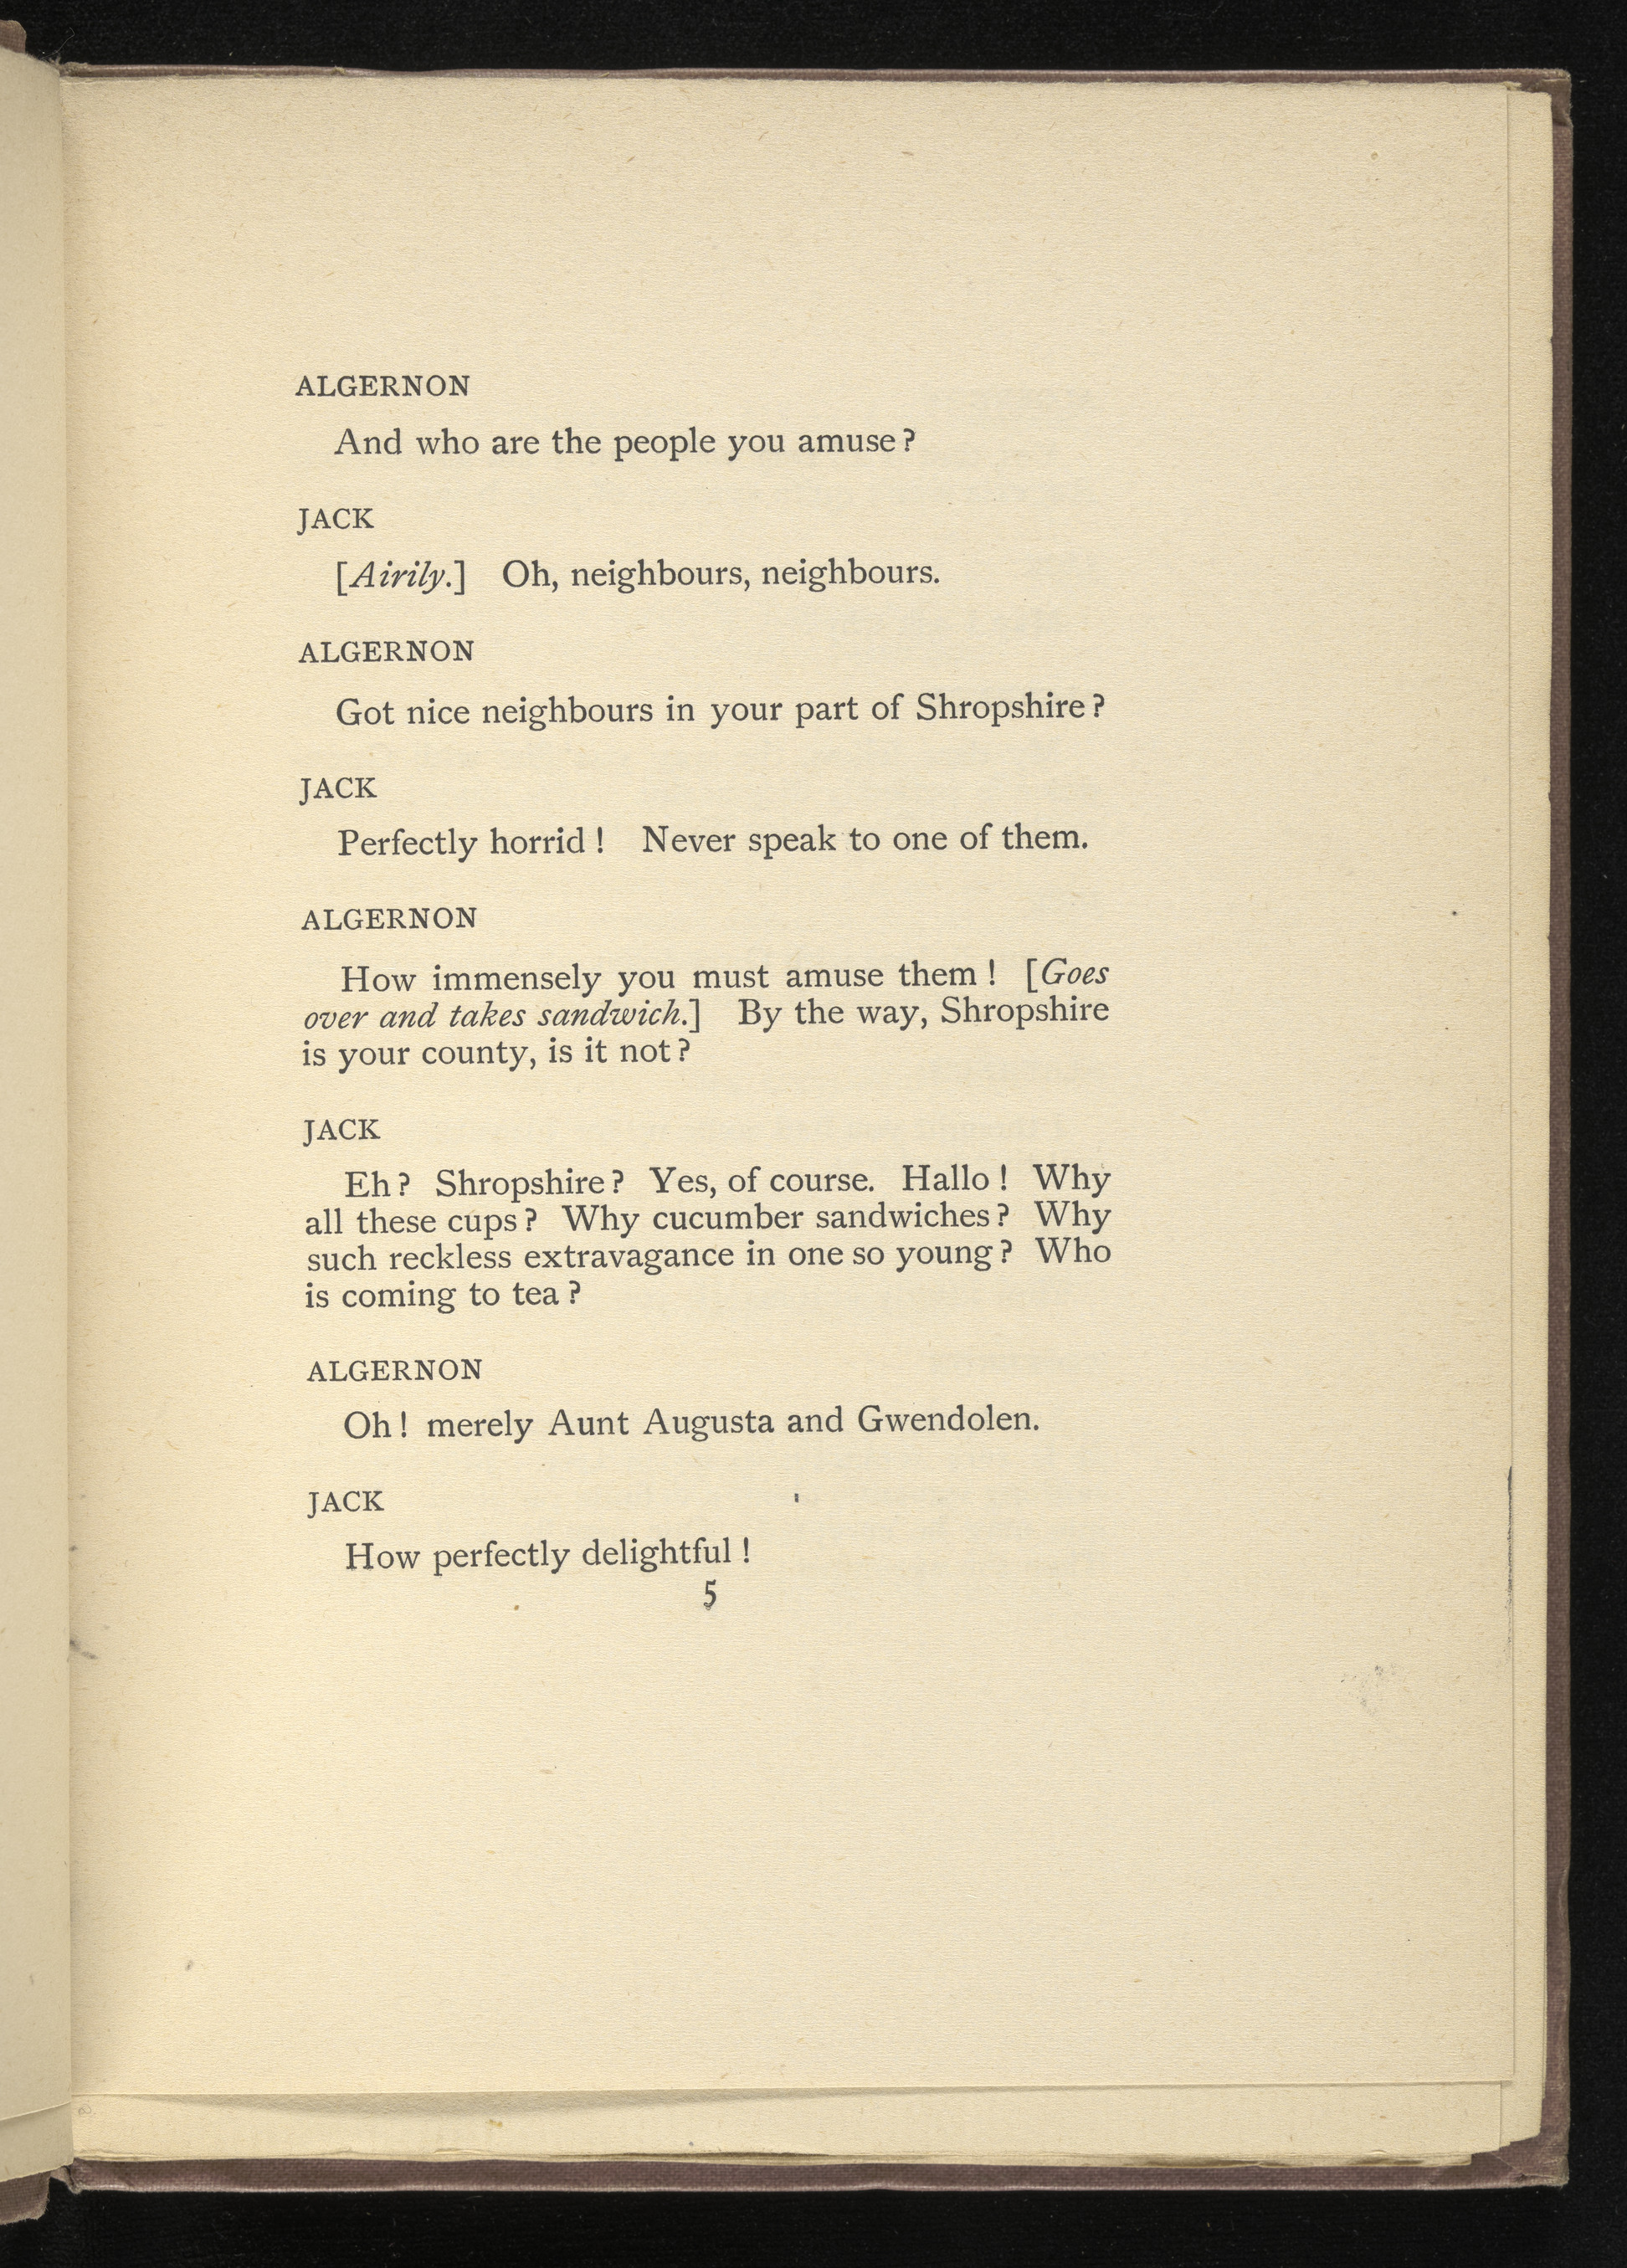 ALGERNON
And who are the people you amuse?
JACK
[Airily.] Oh, neighbours, neighbours.
ALGERNON
Got nice neighbours in your part of Shropshire?
JACK
Perfectly horrid! Never speak to one of them.
ALGERNON
How immensely you must amuse them! [Goes
over and takes sandwich.] By the way, Shropshire
is your county, is it not?
JACK
Eh? Shropshire? Yes, of course. Hallo! Why
all these cups? Why cucumber sandwiches? Why
such reckless extravagance in one so young? Who
is coming to tea?
ALGERNON
Oh! merely Aunt Augusta and Gwendolen.
JACK
How perfectly delightful!
5